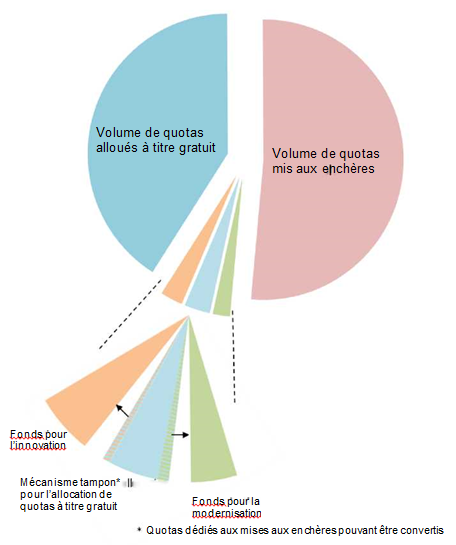 Volume de quotas
alloués à titre gratuit
Volume de quotas
mis aux enchères
Fonds pour
l'innovation
Mécanisme tampon*
pour l'allocation de
quotas à titre gratuit
Fonds pour la
modernisation
* Quotas dédiés aux mises aux enchères pouvant être convertis